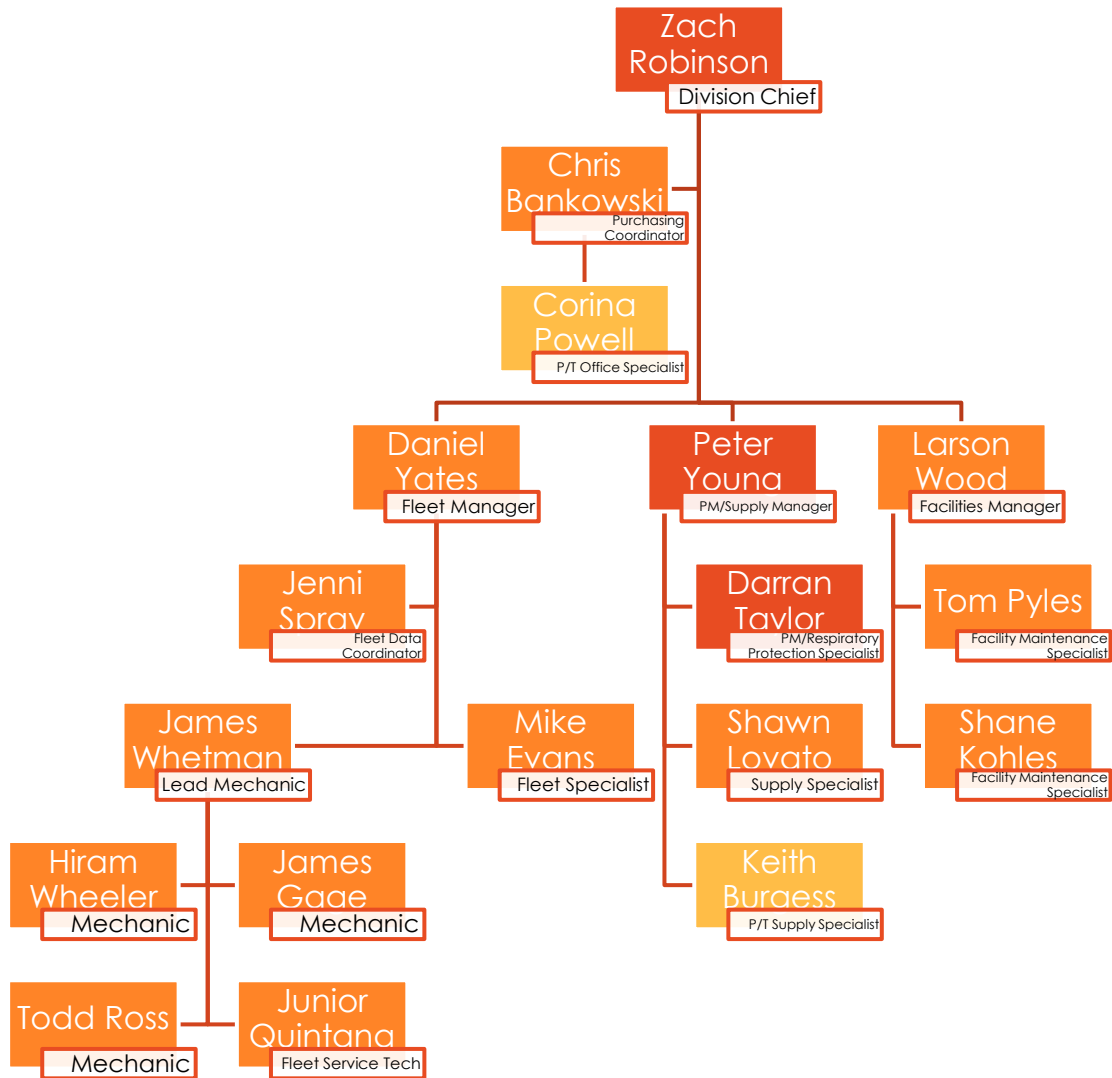 Zach
Robinson
Division Chief
Chris
Bankowski
Purchasing
Coordinator
Corina
Powell
P/T Office Specialist
Daniel
Yates
Fleet Manager
Peter
Young
PM/Supply Manager
Larson
Wood
Facilities Manager
Jenni
Spray
Fleet Data
Coordinator
Darran
Taylor
PM/Respiratory
Protection Specialist
Tom Pyles
Facility Maintenance
Specialist
James
Whetman
Lead Mechanic
Mike
Evans
Fleet Specialist
Shawn
Lovato
Supply Specialist
Shane
Kohles
Facility Maintenance
Specialist
Hiram
Wheeler
Mechanic
James
Gage
Mechanic
Keith
Burgess
P/T Supply Specialist
Todd Ross
Mechanic
Junior
Quintana
Fleet Service Tech